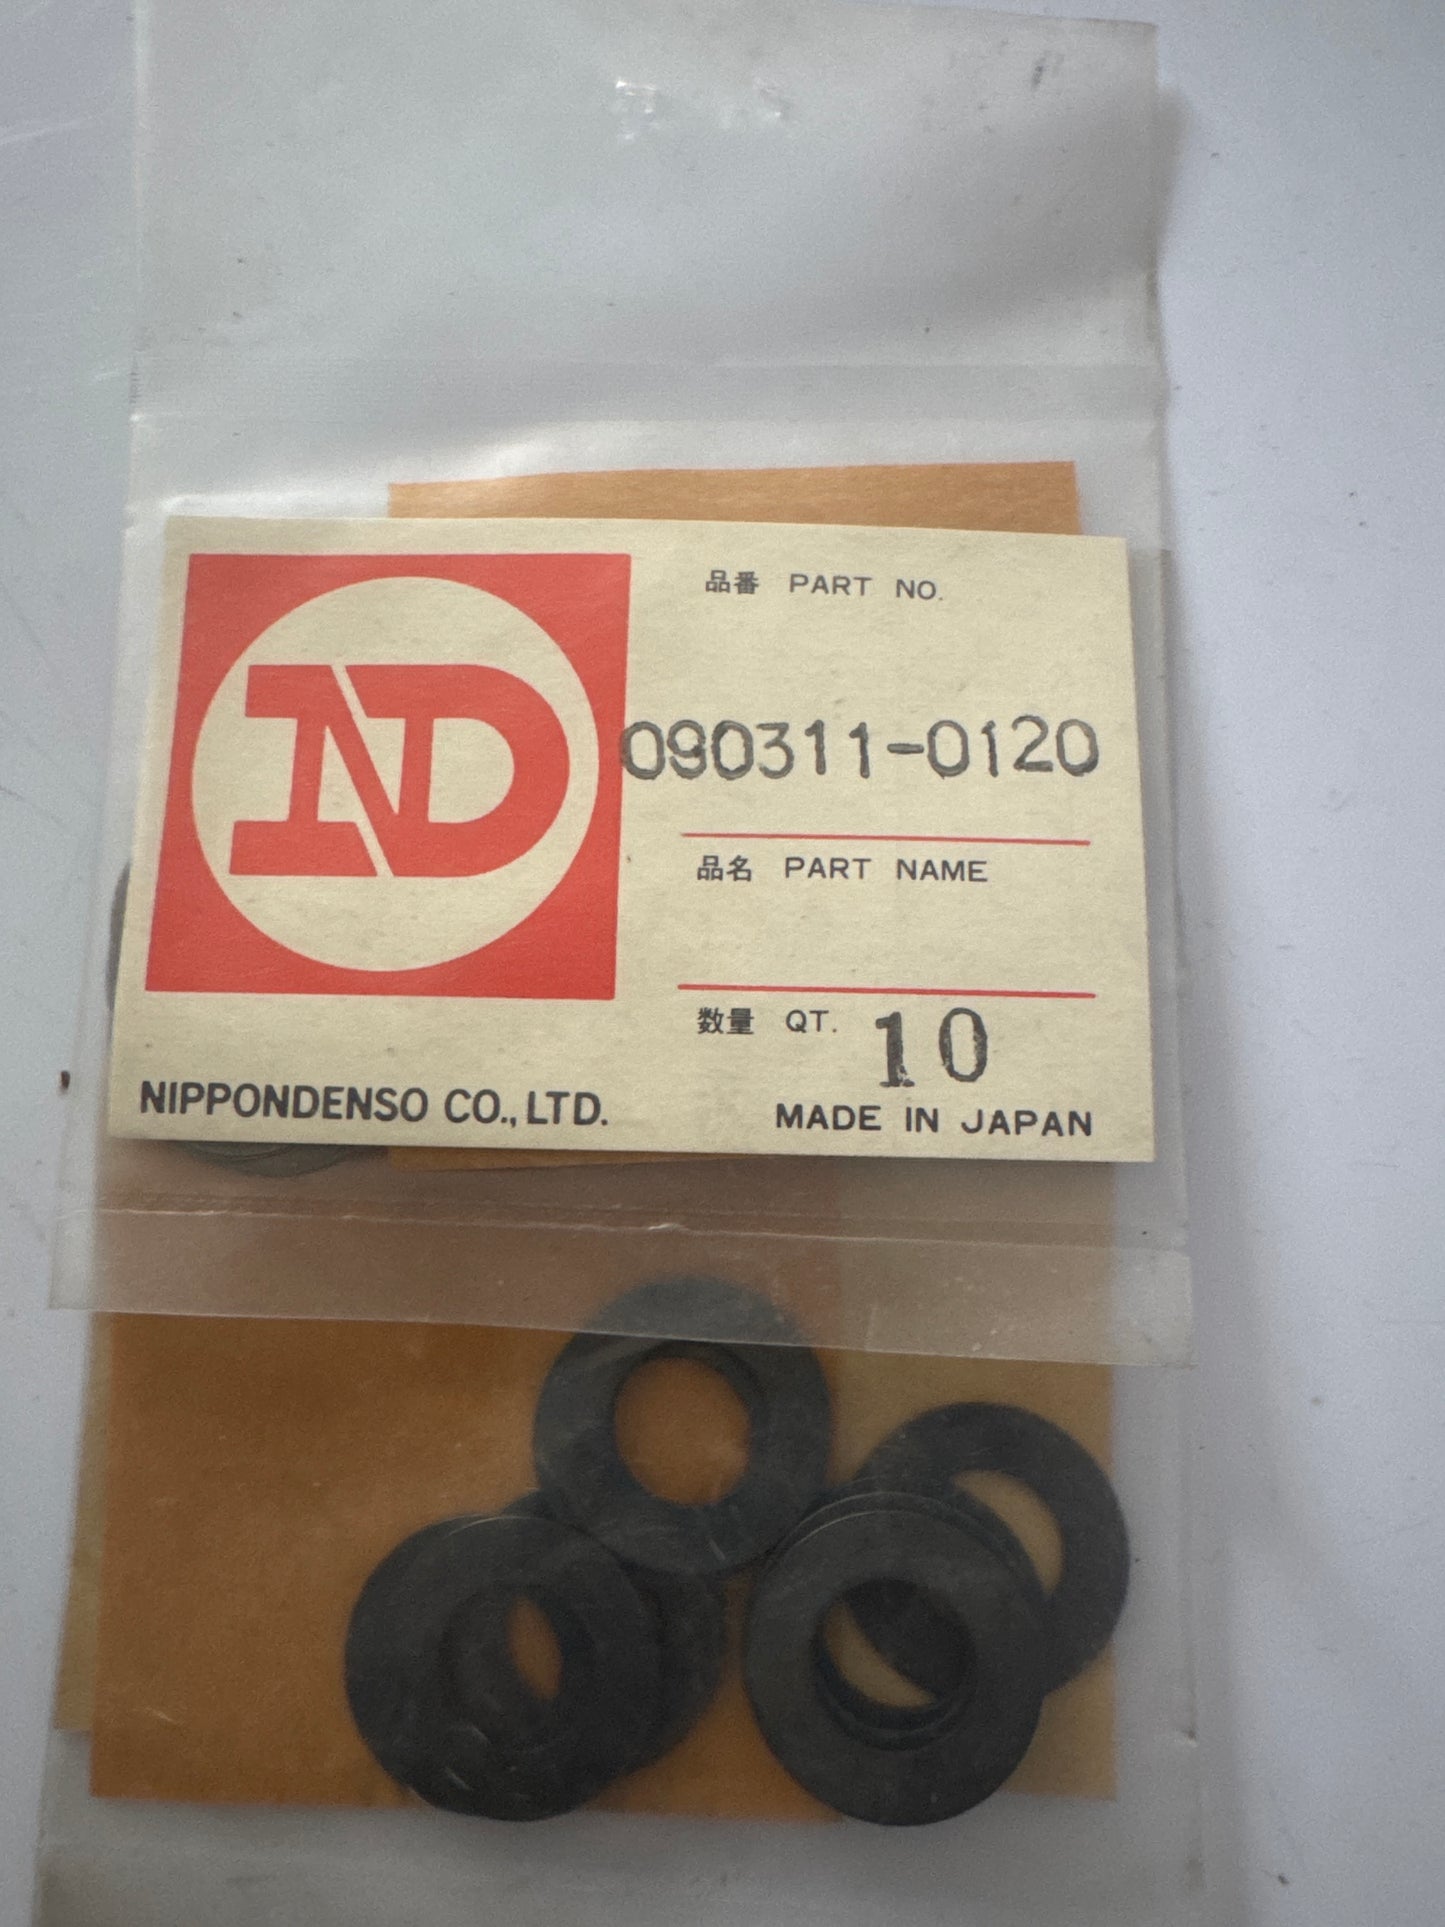 品番 PART NO.
ND
090311-0120
品名 PART NAME
数量 QT. 10
NIPPONDENSO CO., LTD.
MADE IN JAPAN